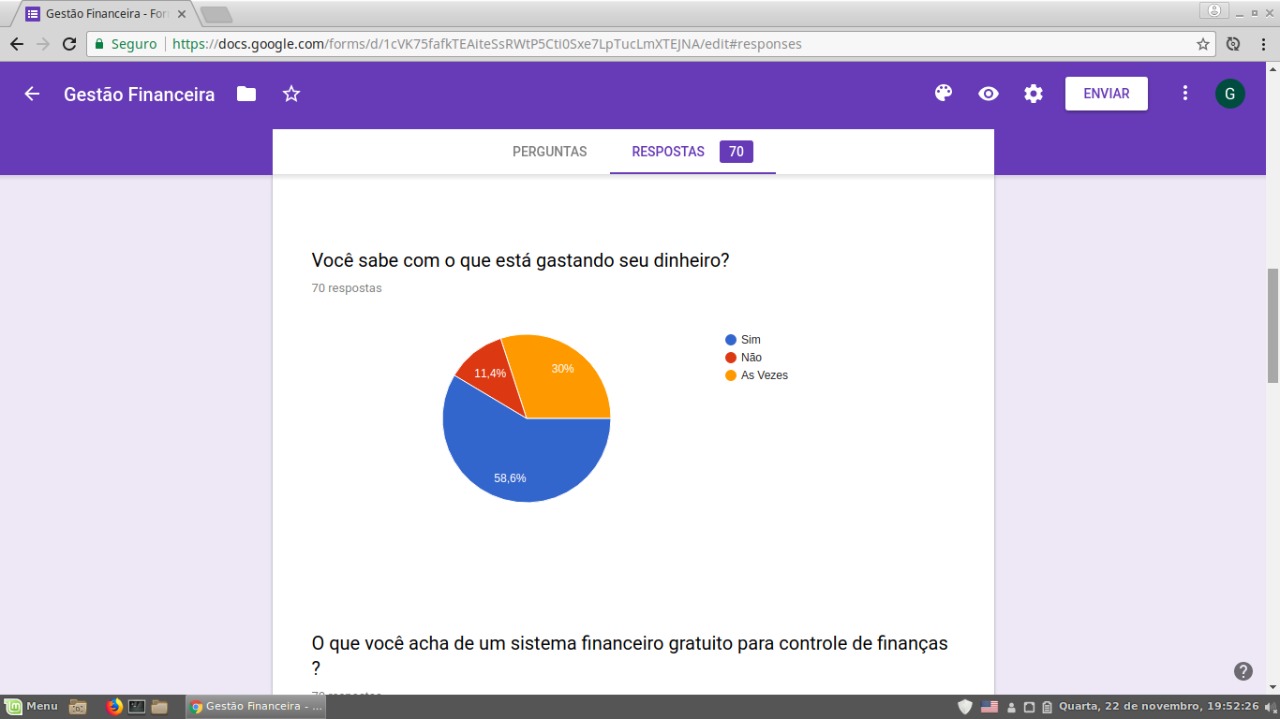 Gestão Financeira - For
Seguro
https://docs.google.com/forms/d/1cVK75fafkTEAiteSsRWtP5Cti0Sxe7LpTucLmXTEJNA/edit#responses
Gestão Financeira
ENVIAR
G
PERGUNTAS
RESPOSTAS
70
Você sabe com o que está gastando seu dinheiro?
70 respostas
Sim
Não
As Vezes
30%
11,4%
58,6%
O que você acha de um sistema financeiro gratuito para controle de finanças
?
70 respostas
Menu
Gestão Financeira - ...
Quarta, 22 de novembro, 19:52:26